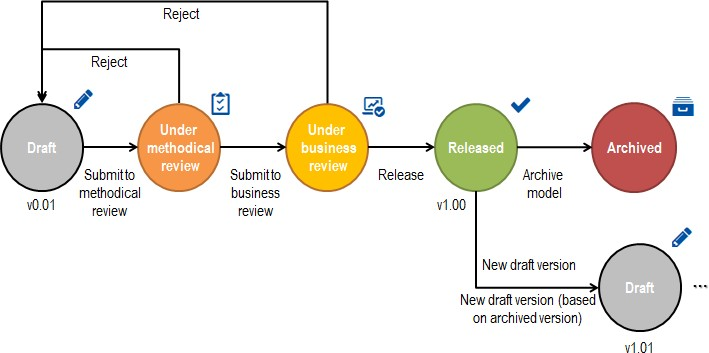 Reject
Reject
Draft
Under
methodical
review
Under
business
review
Released
Archived
Submit to
methodical
review
Submit to
business
review
Release
Archive
model
v0.01
v1.00
New draft version
New draft version (based
on archived version)
Draft
...
v1.01